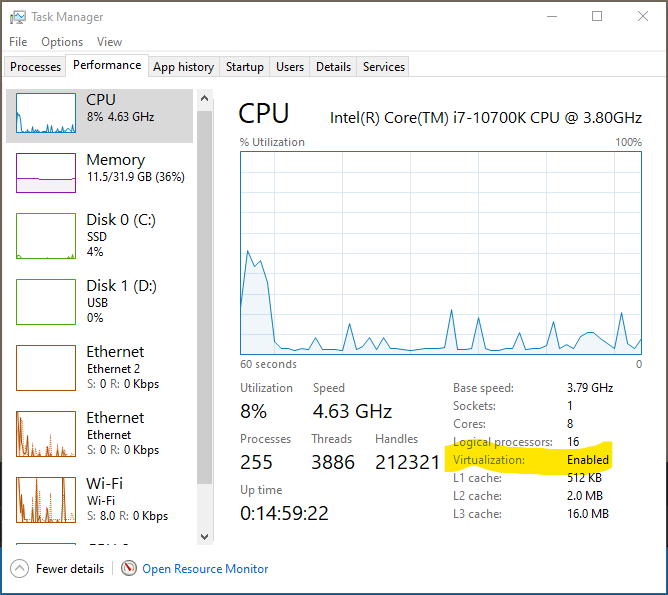 Task Manager
File Options View
Processes Performance App history Startup Users Details Services
CPU
8% 4.63 GHz
Memory
11.5/31.9 GB (36%)
Disk 0 (C:)
SSD
4%
Disk 1 (D:)
USB
0%
Ethernet
Ethernet 2
S: 0 R: 0 Kbps
Ethernet
Ethernet
S: 0 R: 0 Kbps
Wi-Fi
Wi-Fi
S: 8.0 R: 0 Kbps
CPU Intel(R) Core(TM) i7-10700K CPU @ 3.80GHz
% Utilization 100%
60 seconds 0
Utilization Speed
8% 4.63 GHz
Processes Threads Handles
255 3886 212321
Up time
0:14:59:22
Base speed: 3.79 GHz
Sockets: 1
Cores: 8
Logical processors: 16
Virtualization: Enabled
L1 cache: 512 KB
L2 cache: 2.0 MB
L3 cache: 16.0 MB
Fewer details Open Resource Monitor